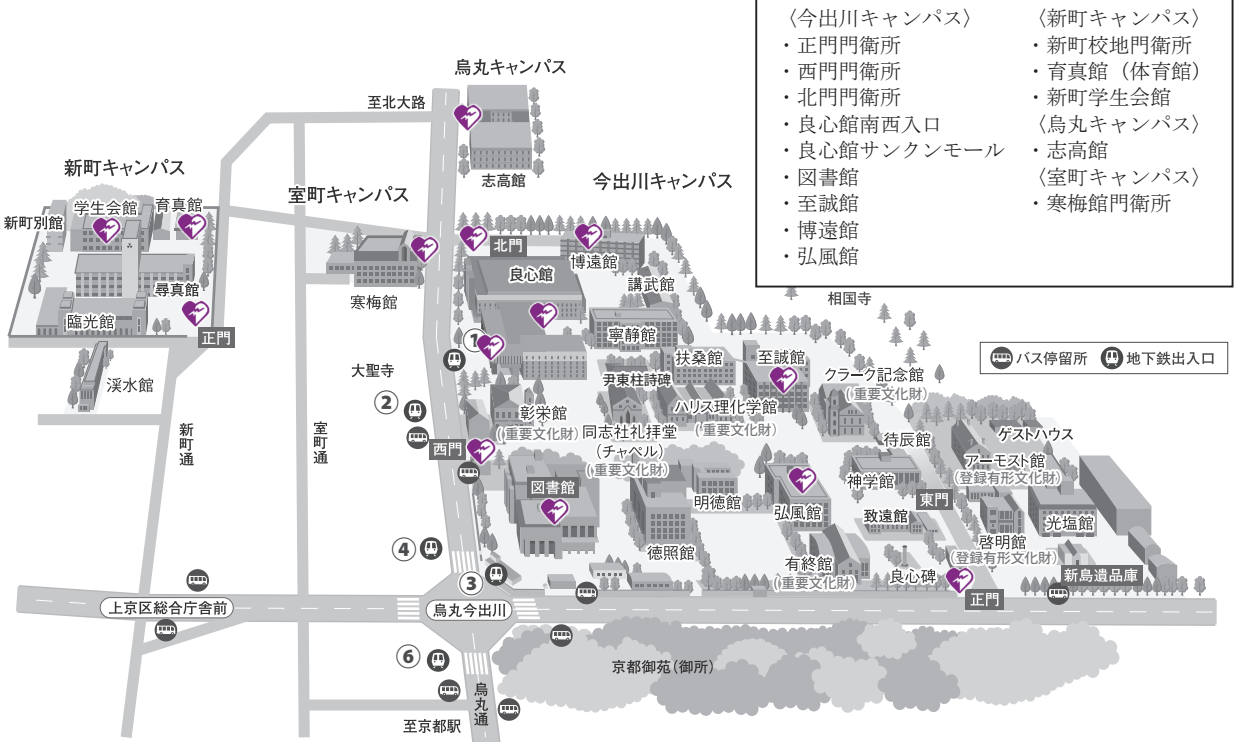 〈今出川キャンパス〉
・正門門衛所
・西門門衛所
・北門門衛所
・良心館南西入口
・良心館サンクンモール
・図書館
・至誠館
・博遠館
・弘風館
〈新町キャンパス〉
・新町校地門衛所
・育真館（体育館）
・新町学生会館
〈烏丸キャンパス〉
・志高館
〈室町キャンパス〉
・寒梅館門衛所
烏丸キャンパス
至北大路
志高館
新町キャンパス
室町キャンパス
今出川キャンパス
学生会館
育真館
新町別館
尋真館
臨光館
正門
渓水館
寒梅館
北門
博遠館
良心館
講武館
相国寺
寧静館
①
扶桑館
至誠館
バス停留所
地下鉄出入口
大聖寺
尹東柱詩碑
クラーク記念館
（重要文化財）
②
彰栄館
（重要文化財）
同志社礼拝堂
（チャペル）
（重要文化財）
ハリス理化学館
（重要文化財）
待辰館
ゲストハウス
アーモスト館
（登録有形文化財）
新町通
室町通
西門
図書館
明徳館
弘風館
神学館
東門
致遠館
光塩館
啓明館
（登録有形文化財）
徳照館
有終館
（重要文化財）
良心碑
新島遺品庫
④
③
正門
上京区総合庁舎前
烏丸今出川
⑥
京都御苑（御所）
烏丸通
至京都駅